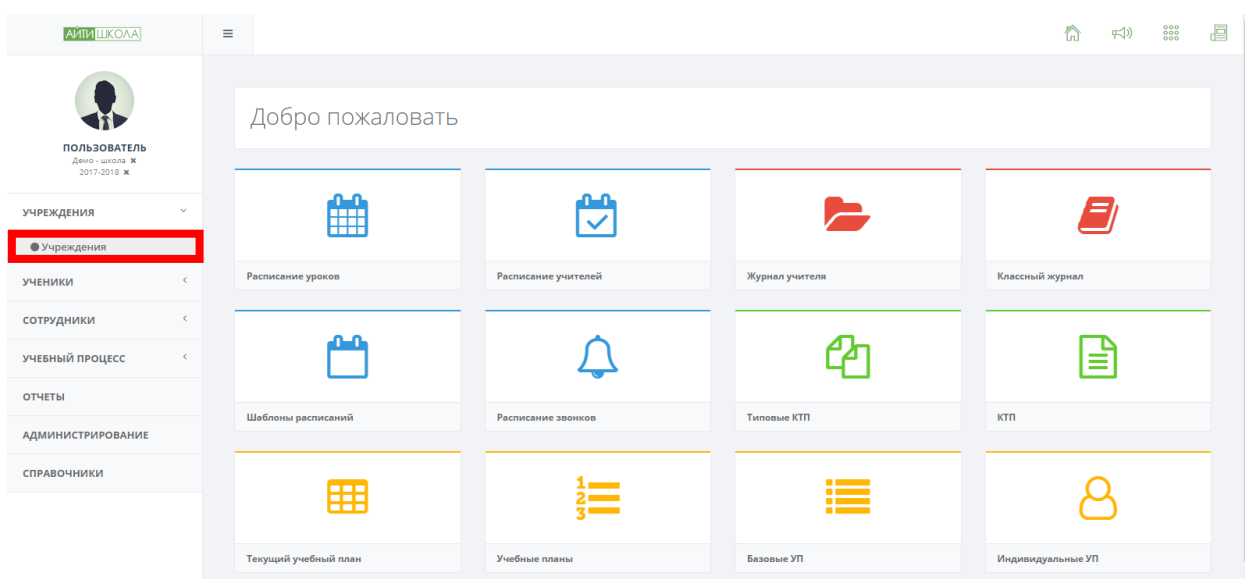 АЙТИ ШКОЛА
ПОЛЬЗОВАТЕЛЬ
Демо - школа ✖
2017-2018 ✖
УЧРЕЖДЕНИЯ
Учреждения
УЧЕНИКИ
СОТРУДНИКИ
УЧЕБНЫЙ ПРОЦЕСС
ОТЧЕТЫ
АДМИНИСТРИРОВАНИЕ
СПРАВОЧНИКИ
Добро пожаловать
Расписание уроков
Расписание учителей
Журнал учителя
Классный журнал
Шаблоны расписаний
Расписание звонков
Типовые КТП
КТП
Текущий учебный план
1
2
3
Учебные планы
Базовые УП
Индивидуальные УП